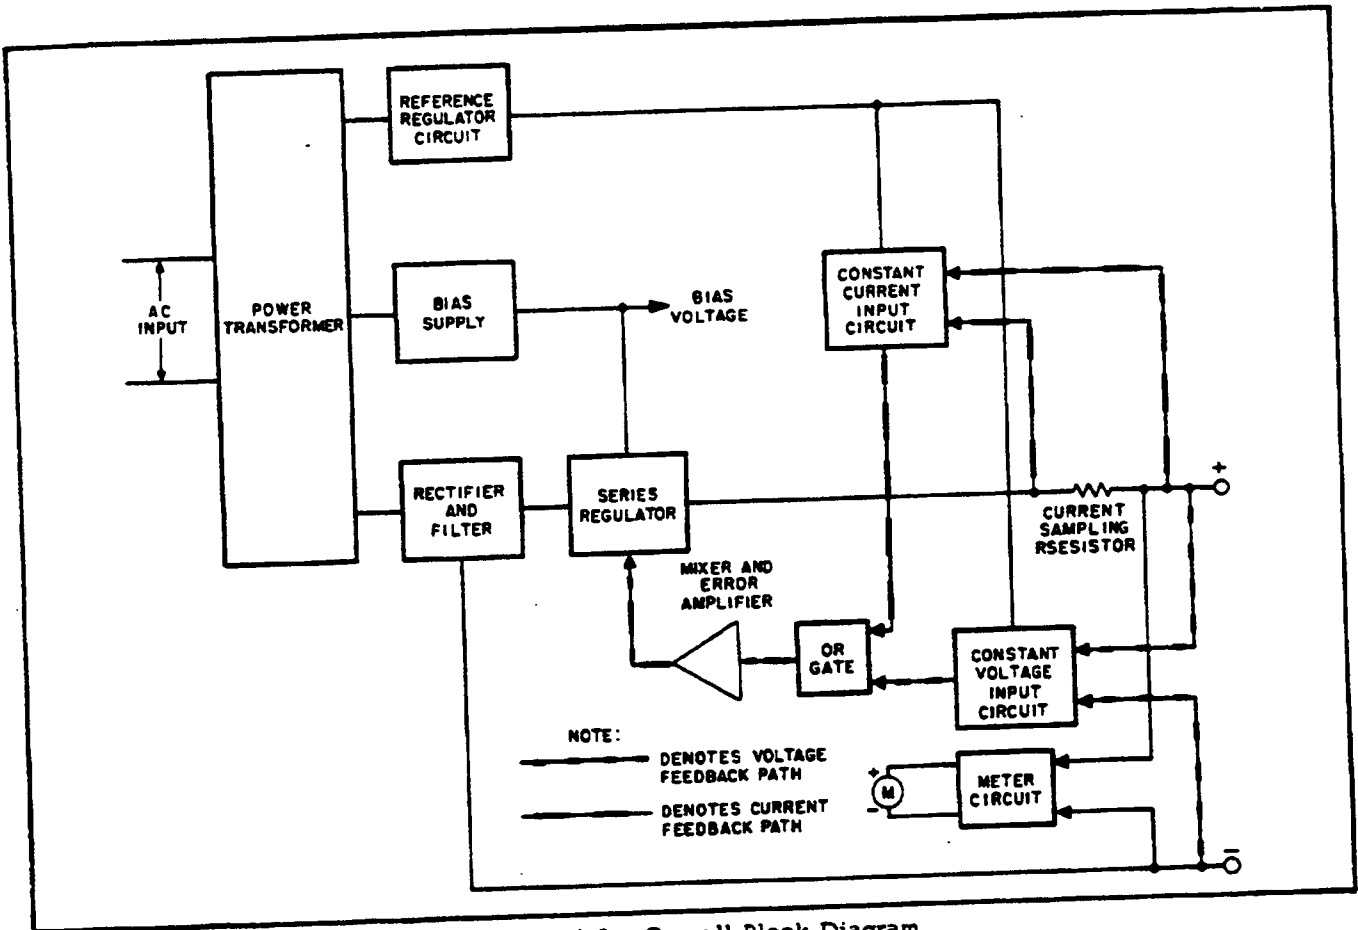 REFERENCE
REGULATOR
CIRCUIT
CONSTANT
CURRENT
INPUT
CIRCUIT
AC
INPUT
POWER
TRANSFORMER
BIAS
SUPPLY
BIAS
VOLTAGE
RECTIFIER
AND
FILTER
SERIES
REGULATOR
+
CURRENT
SAMPLING
RSESISTOR
MIXER AND
ERROR
AMPLIFIER
OR
GATE
CONSTANT
VOLTAGE
INPUT
CIRCUIT
NOTE:
DENOTES VOLTAGE
FEEDBACK PATH
DENOTES CURRENT
FEEDBACK PATH
+
M
-
METER
CIRCUIT
-
Overall Block Diagram